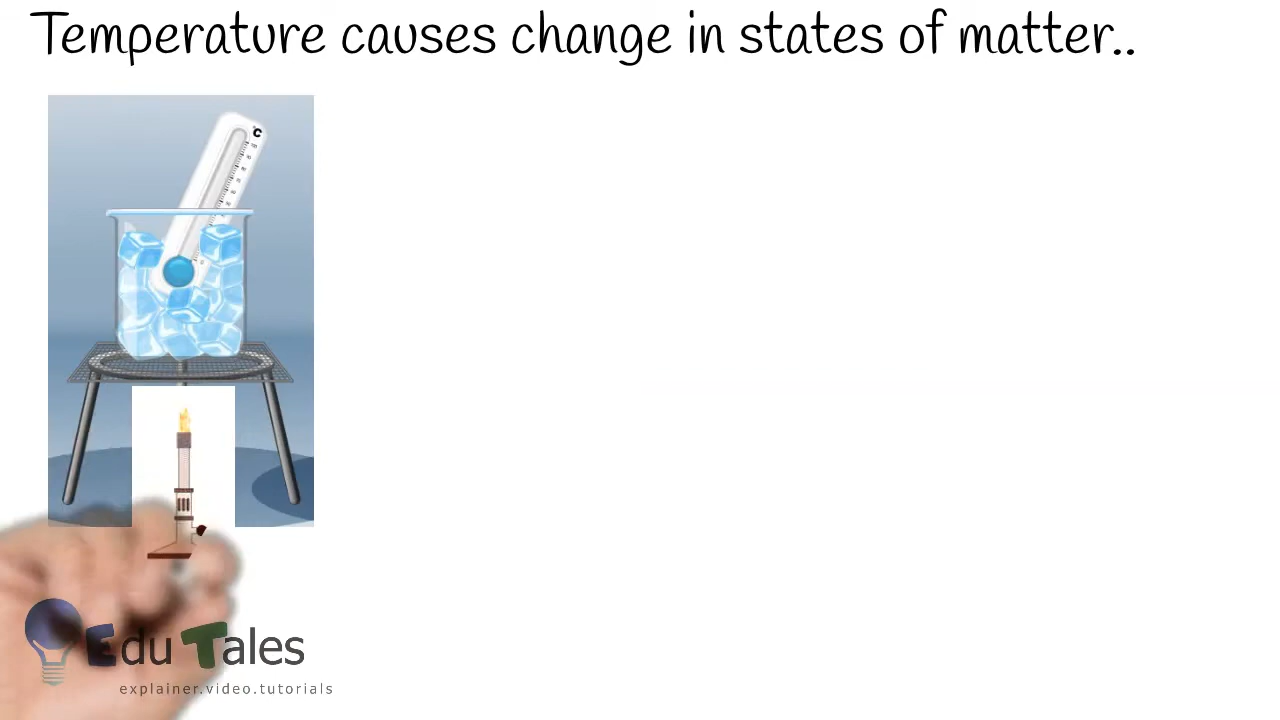 Temperature causes change in states of matter..
°C
Edu Tales
explainer.video.tutorials